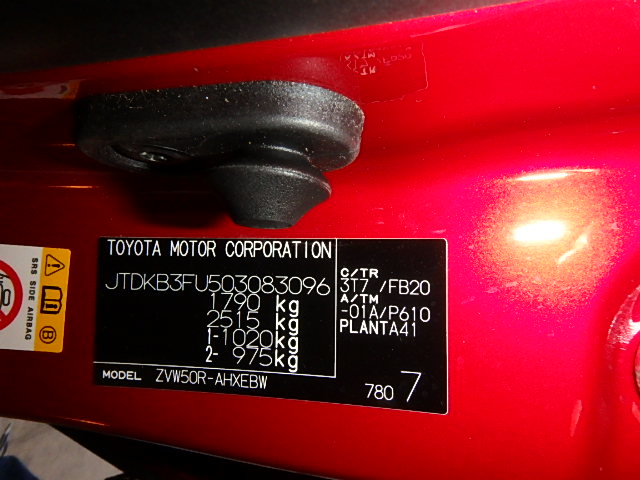 TOYOTA MOTOR CORPORATION
JTDKB3FU503083096
1790 kg
2515 kg
1-1020 kg
2- 975 kg
C/TR
3T7 /FB20
A/TM
-01A/P610
PLANTA41
MODEL ZVW50R-AHXEBW
780 7
SRS SIDE AIRBAG
B